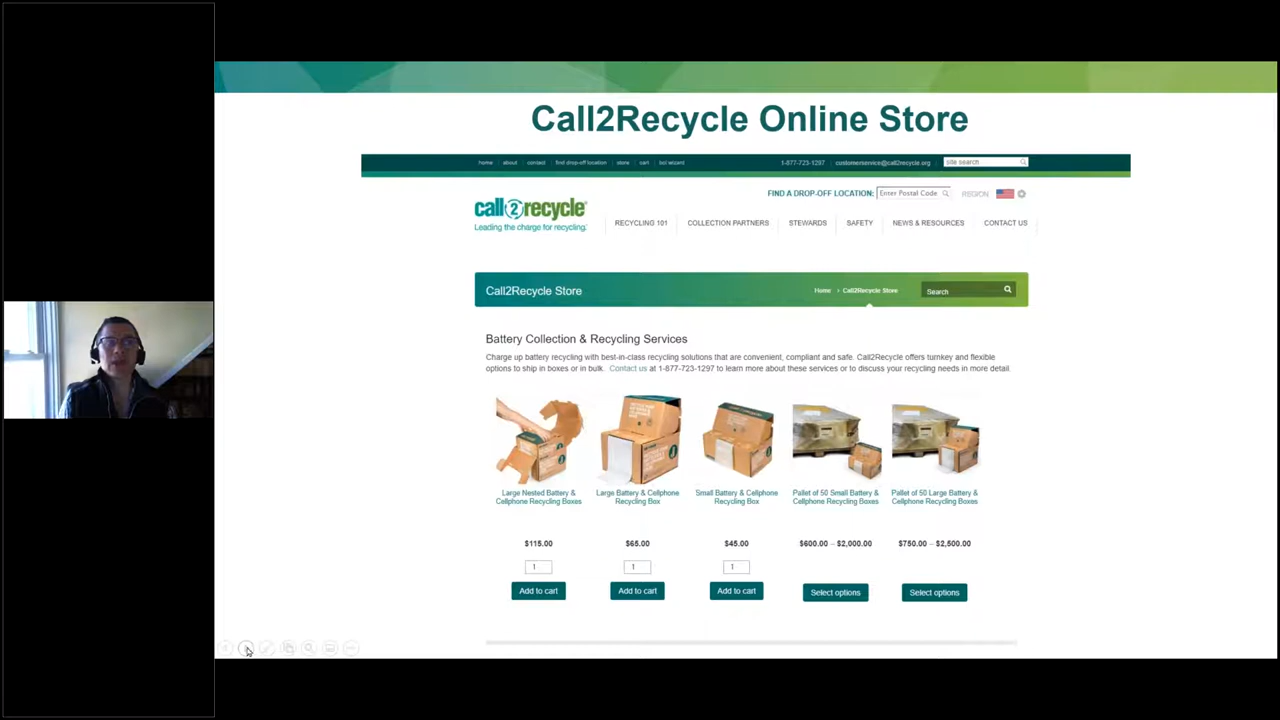 Call2Recycle Online Store
home about contact find drop-off location store cart bci wizard 1-877-723-1297 customerservice@call2recycle.org site search
FIND A DROP-OFF LOCATION: Enter Postal Code REGION
call2recycle
Leading the charge for recycling.
RECYCLING 101 COLLECTION PARTNERS STEWARDS SAFETY NEWS & RESOURCES CONTACT US
Call2Recycle Store Home › Call2Recycle Store Search
Battery Collection & Recycling Services
Charge up battery recycling with best-in-class recycling solutions that are convenient, compliant and safe. Call2Recycle offers turnkey and flexible
options to ship in boxes or in bulk. Contact us at 1-877-723-1297 to learn more about these services or to discuss your recycling needs in more detail.
Large Nested Battery & Large Battery & Cellphone Small Battery & Cellphone Pallet of 50 Small Battery & Pallet of 50 Large Battery &
Cellphone Recycling Boxes Recycling Box Recycling Box Cellphone Recycling Boxes Cellphone Recycling Boxes
$115.00 $65.00 $45.00 $600.00 – $2,000.00 $750.00 – $2,500.00
1 1 1
Add to cart Add to cart Add to cart Select options Select options